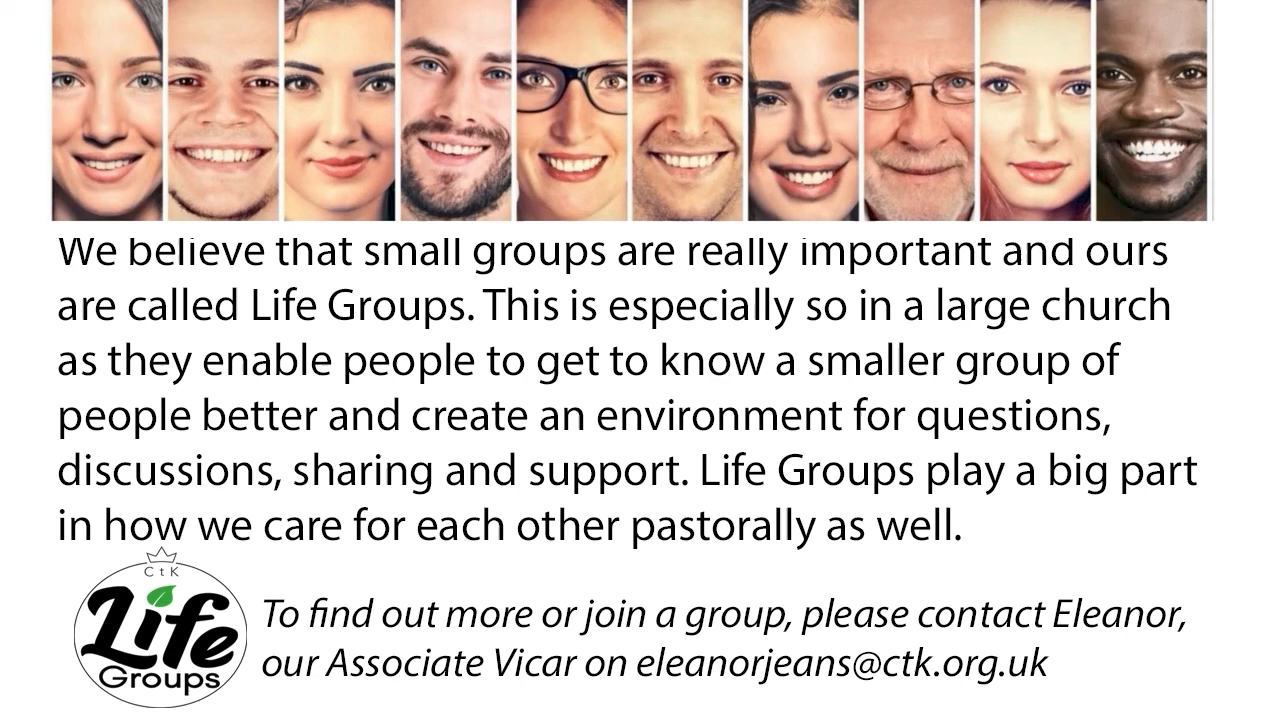 We believe that small groups are really important and ours
are called Life Groups. This is especially so in a large church
as they enable people to get to know a smaller group of
people better and create an environment for questions,
discussions, sharing and support. Life Groups play a big part
in how we care for each other pastorally as well.
CtK
Life
Groups
To find out more or join a group, please contact Eleanor,
our Associate Vicar on eleanorjeans@ctk.org.uk